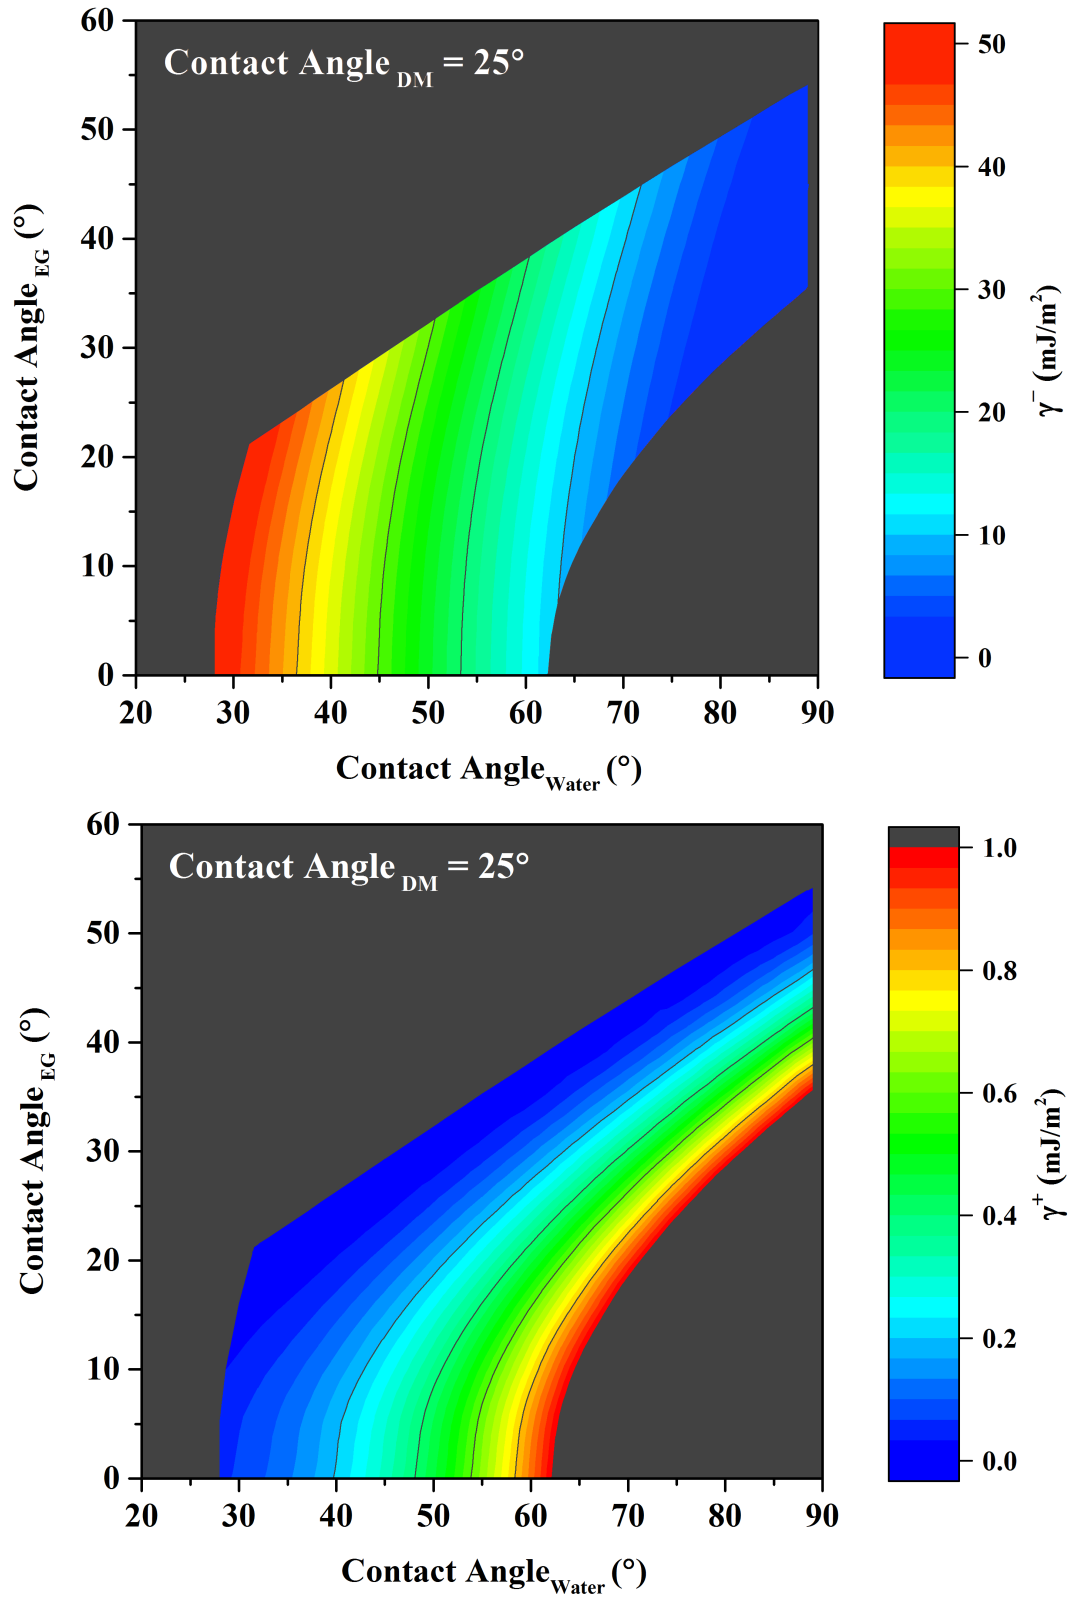 Contact Angle DM = 25°
60
50
40
30
20
10
0
Contact Angle EG (°)
20 30 40 50 60 70 80 90
Contact Angle Water (°)
50
40
30
20
10
0
γ⁻ (mJ/m²)
Contact Angle DM = 25°
60
50
40
30
20
10
0
Contact Angle EG (°)
20 30 40 50 60 70 80 90
Contact Angle Water (°)
1.0
0.8
0.6
0.4
0.2
0.0
γ⁺ (mJ/m²)